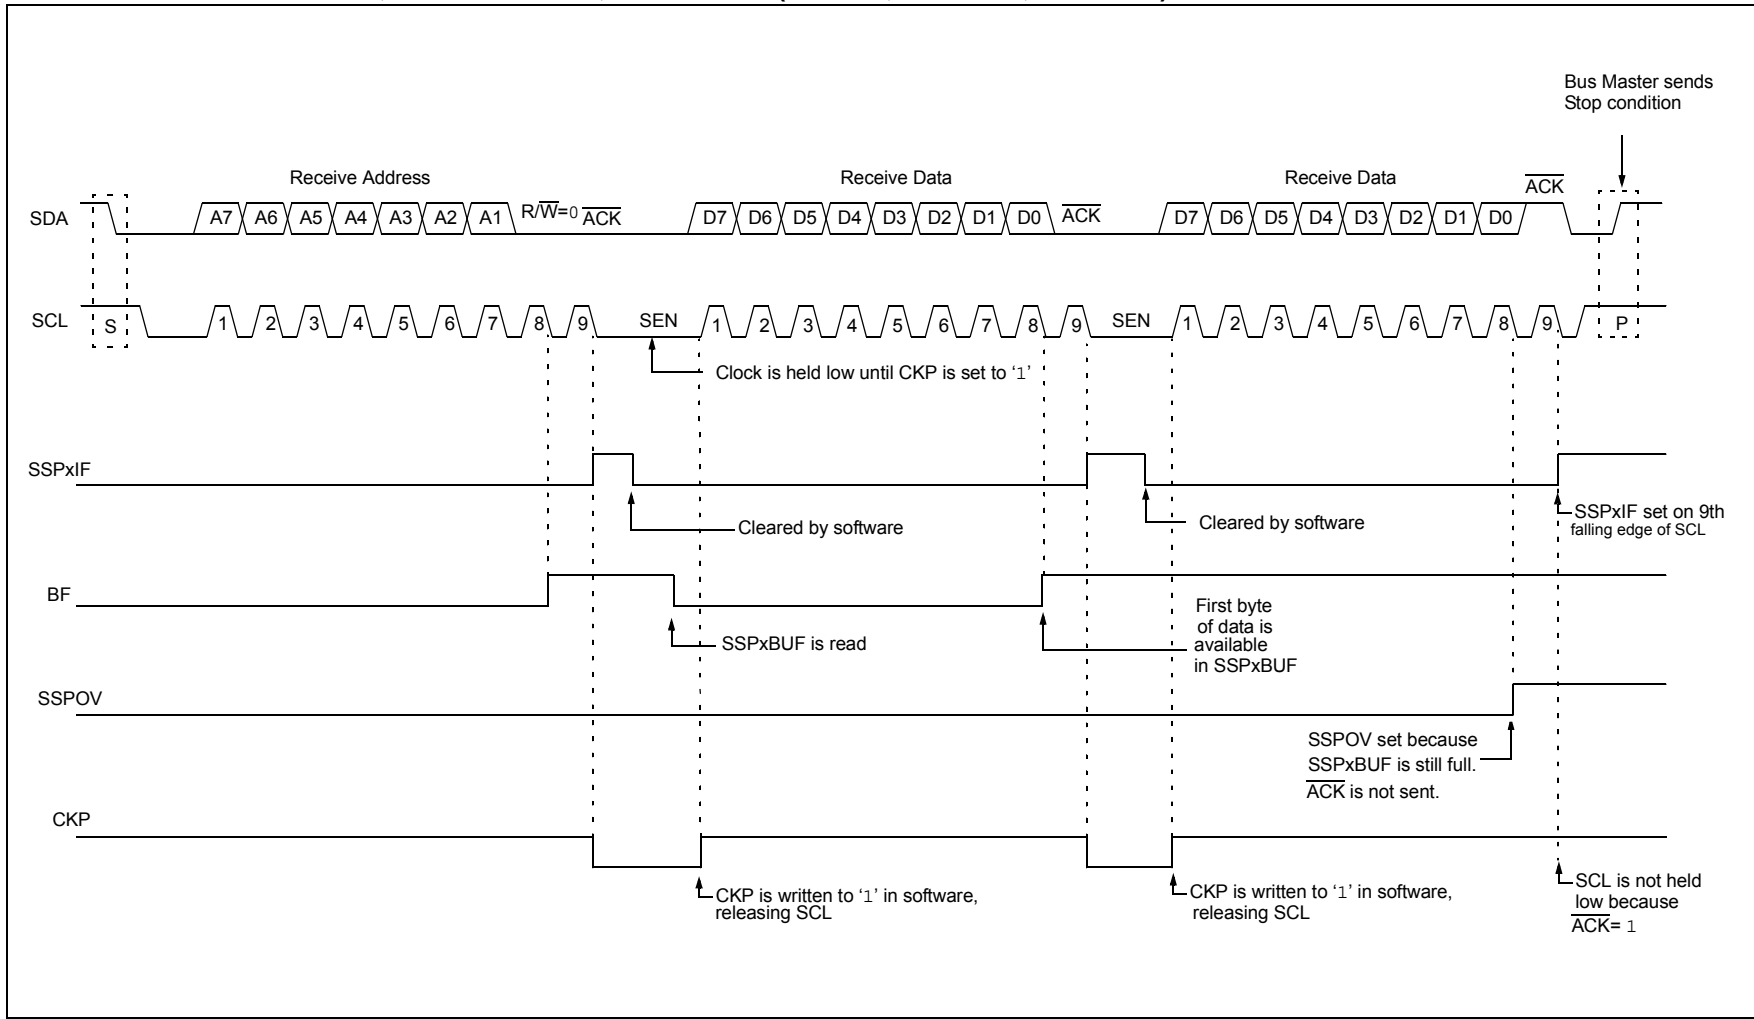 Bus Master sends
Stop condition
Receive Address
Receive Data
Receive Data
ACK
SDA
A7 A6 A5 A4 A3 A2 A1 R/W=0 ACK
D7 D6 D5 D4 D3 D2 D1 D0 ACK
D7 D6 D5 D4 D3 D2 D1 D0
SCL
S
1 2 3 4 5 6 7 8 9 SEN
1 2 3 4 5 6 7 8 9 SEN
1 2 3 4 5 6 7 8 9
P
Clock is held low until CKP is set to ‘1’
SSPxIF
Cleared by software
Cleared by software
SSPxIF set on 9th
falling edge of SCL
BF
SSPxBUF is read
First byte
of data is
available
in SSPxBUF
SSPOV
SSPOV set because
SSPxBUF is still full.
ACK is not sent.
CKP
CKP is written to ‘1’ in software,
releasing SCL
CKP is written to ‘1’ in software,
releasing SCL
SCL is not held
low because
ACK= 1